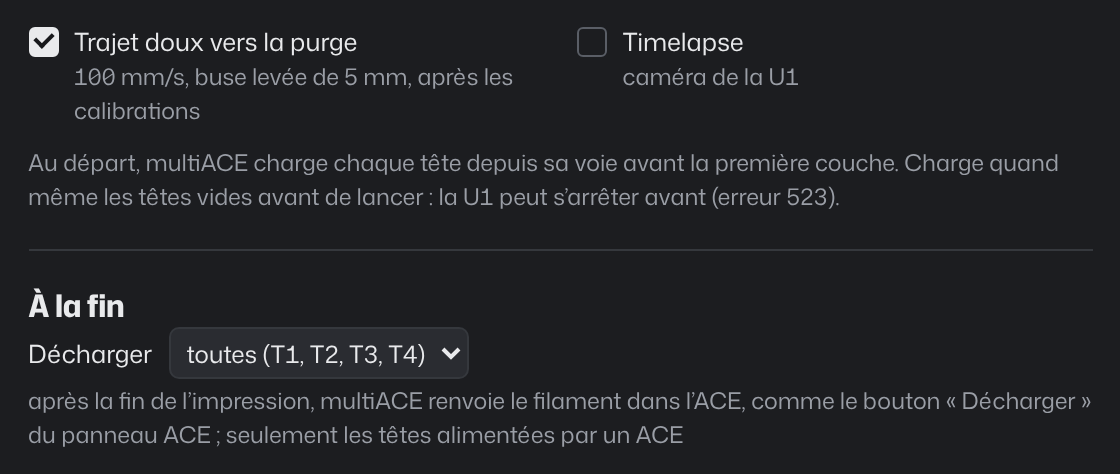 Trajet doux vers la purge
100 mm/s, buse levée de 5 mm, après les
calibrations
Timelapse
caméra de la U1
Au départ, multiACE charge chaque tête depuis sa voie avant la première couche. Charge quand
même les têtes vides avant de lancer : la U1 peut s’arrêter avant (erreur 523).
À la fin
Décharger toutes (T1, T2, T3, T4)
après la fin de l’impression, multiACE renvoie le filament dans l’ACE, comme le bouton « Décharger »
du panneau ACE ; seulement les têtes alimentées par un ACE